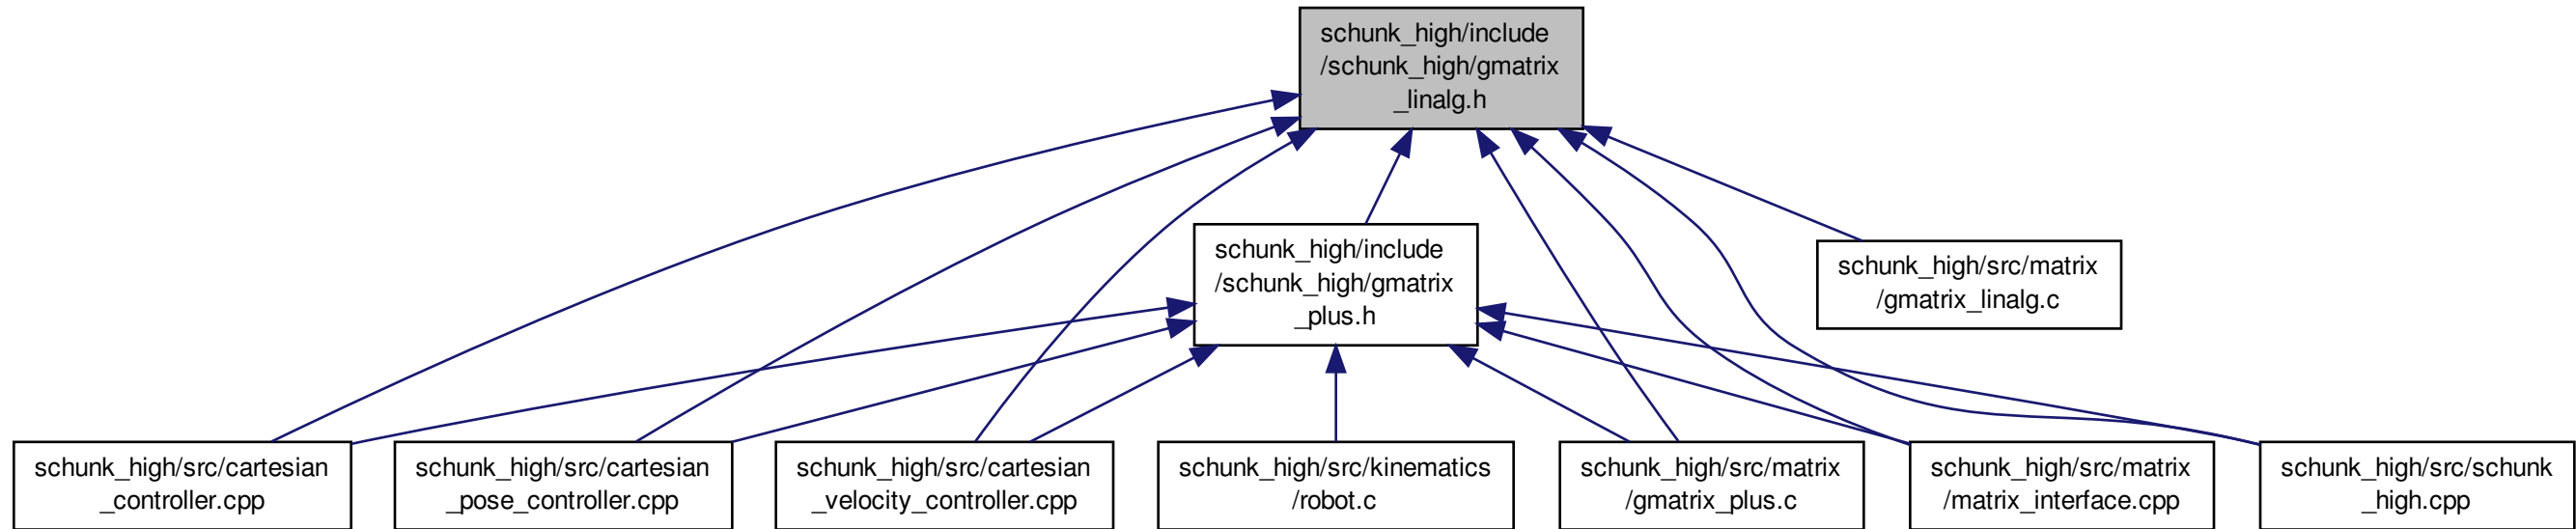 schunk_high/include
/schunk_high/gmatrix
_linalg.h
schunk_high/include
/schunk_high/gmatrix
_plus.h
schunk_high/src/matrix
/gmatrix_linalg.c
schunk_high/src/cartesian
_controller.cpp
schunk_high/src/cartesian
_pose_controller.cpp
schunk_high/src/cartesian
_velocity_controller.cpp
schunk_high/src/kinematics
/robot.c
schunk_high/src/matrix
/gmatrix_plus.c
schunk_high/src/matrix
/matrix_interface.cpp
schunk_high/src/schunk
_high.cpp